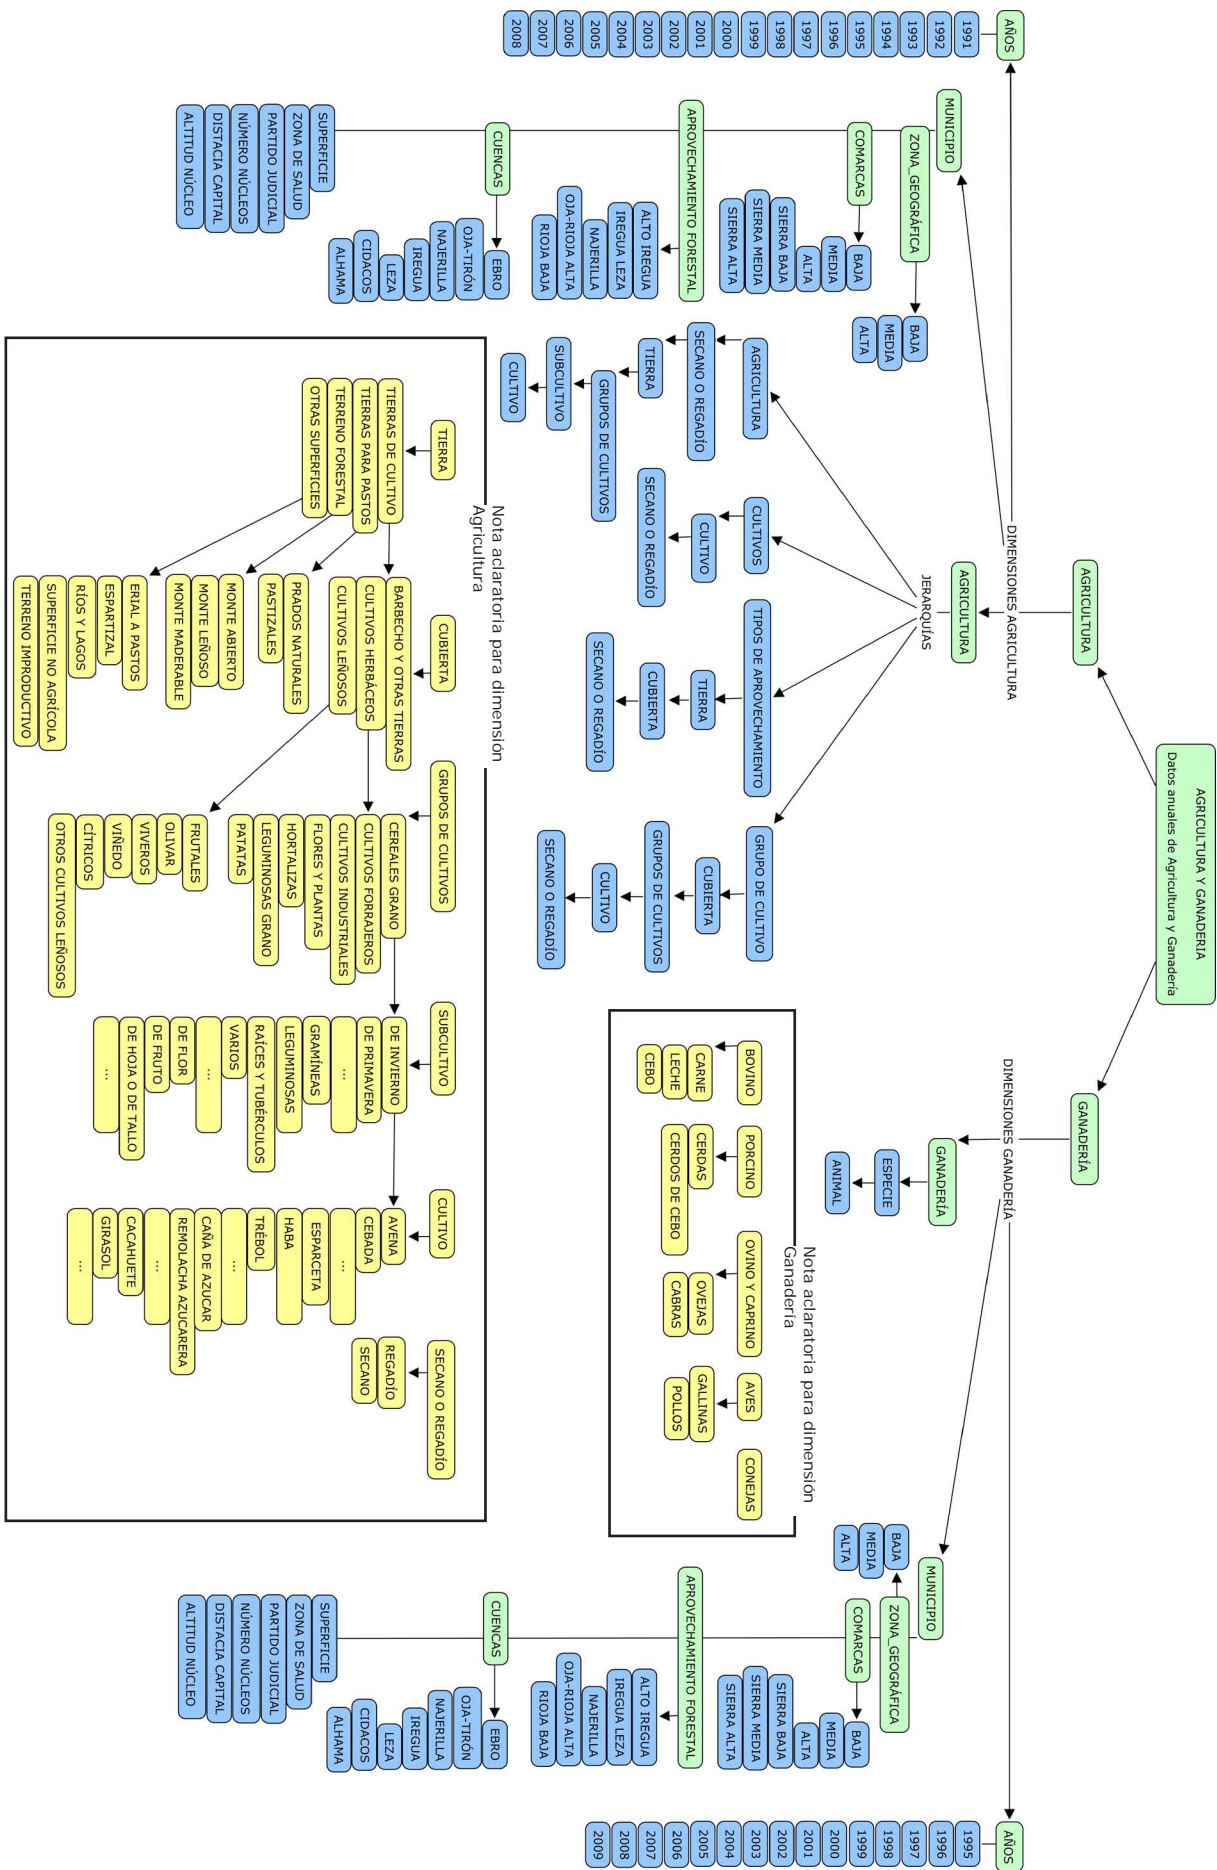 AGRICULTURA Y GANADERIA
Datos anuales de Agricultura y Ganadería
AGRICULTURA
GANADERÍA
DIMENSIONES AGRICULTURA
DIMENSIONES GANADERÍA
AÑOS
1991
1992
1993
1994
1995
1996
1997
1998
1999
2000
2001
2002
2003
2004
2005
2006
2007
2008
MUNICIPIO
ZONA_GEOGRÁFICA
BAJA
MEDIA
ALTA
COMARCAS
BAJA
MEDIA
ALTA
SIERRA BAJA
SIERRA MEDIA
SIERRA ALTA
APROVECHAMIENTO FORESTAL
ALTO IREGUA
IREGUA LEZA
NAJERILLA
OJA-RIOJA ALTA
RIOJA BAJA
CUENCAS
EBRO
OJA-TIRÓN
NAJERILLA
IREGUA
LEZA
CIDACOS
ALHAMA
SUPERFICIE
ZONA DE SALUD
PARTIDO JUDICIAL
NÚMERO NÚCLEOS
DISTACIA CAPITAL
ALTITUD NÚCLEO
AGRICULTURA
JERARQUÍAS
AGRICULTURA
SECANO O REGADÍO
TIERRA
GRUPOS DE CULTIVOS
SUBCULTIVO
CULTIVO
CULTIVOS
CULTIVO
SECANO O REGADÍO
TIPOS DE APROVECHAMIENTO
TIERRA
CUBIERTA
SECANO O REGADÍO
GRUPO DE CULTIVO
CUBIERTA
GRUPOS DE CULTIVOS
CULTIVO
SECANO O REGADÍO
GANADERÍA
ESPECIE
ANIMAL
MUNICIPIO
ZONA_GEOGRÁFICA
BAJA
MEDIA
ALTA
COMARCAS
BAJA
MEDIA
ALTA
SIERRA BAJA
SIERRA MEDIA
SIERRA ALTA
APROVECHAMIENTO FORESTAL
ALTO IREGUA
IREGUA LEZA
NAJERILLA
OJA-RIOJA ALTA
RIOJA BAJA
CUENCAS
EBRO
OJA-TIRÓN
NAJERILLA
IREGUA
LEZA
CIDACOS
ALHAMA
SUPERFICIE
ZONA DE SALUD
PARTIDO JUDICIAL
NÚMERO NÚCLEOS
DISTACIA CAPITAL
ALTITUD NÚCLEO
AÑOS
1995
1996
1997
1998
1999
2000
2001
2002
2003
2004
2005
2006
2007
2008
2009
Nota aclaratoria para dimensión
Ganadería
BOVINO
CARNE
LECHE
CEBO
PORCINO
CERDAS
CERDOS DE CEBO
OVINO Y CAPRINO
OVEJAS
CABRAS
AVES
GALLINAS
POLLOS
CONEJAS
Nota aclaratoria para dimensión
Agricultura
TIERRA
TIERRAS DE CULTIVO
TIERRAS PARA PASTOS
TERRENO FORESTAL
OTRAS SUPERFICIES
CUBIERTA
BARBECHO Y OTRAS TIERRAS
CULTIVOS HERBÁCEOS
CULTIVOS LEÑOSOS
PRADOS NATURALES
PASTIZALES
MONTE ABIERTO
MONTE LEÑOSO
MONTE MADERABLE
ERIAL A PASTOS
ESPARTIZAL
RÍOS Y LAGOS
SUPERFICIE NO AGRÍCOLA
TERRENO IMPRODUCTIVO
GRUPOS DE CULTIVOS
CEREALES GRANO
CULTIVOS FORRAJEROS
CULTIVOS INDUSTRIALES
FLORES Y PLANTAS
HORTALIZAS
LEGUMINOSAS GRANO
PATATAS
FRUTALES
OLIVAR
VIVEROS
VIÑEDO
CÍTRICOS
OTROS CULTIVOS LEÑOSOS
SUBCULTIVO
DE INVIERNO
DE PRIMAVERA
...
GRAMÍNEAS
LEGUMINOSAS
RAÍCES Y TUBÉRCULOS
VARIOS
...
DE FLOR
DE FRUTO
DE HOJA O DE TALLO
...
CULTIVO
AVENA
CEBADA
...
ESPARCETA
HABA
TRÉBOL
...
CAÑA DE AZUCAR
REMOLACHA AZUCARERA
...
CACAHUETE
GIRASOL
...
SECANO O REGADÍO
REGADÍO
SECANO